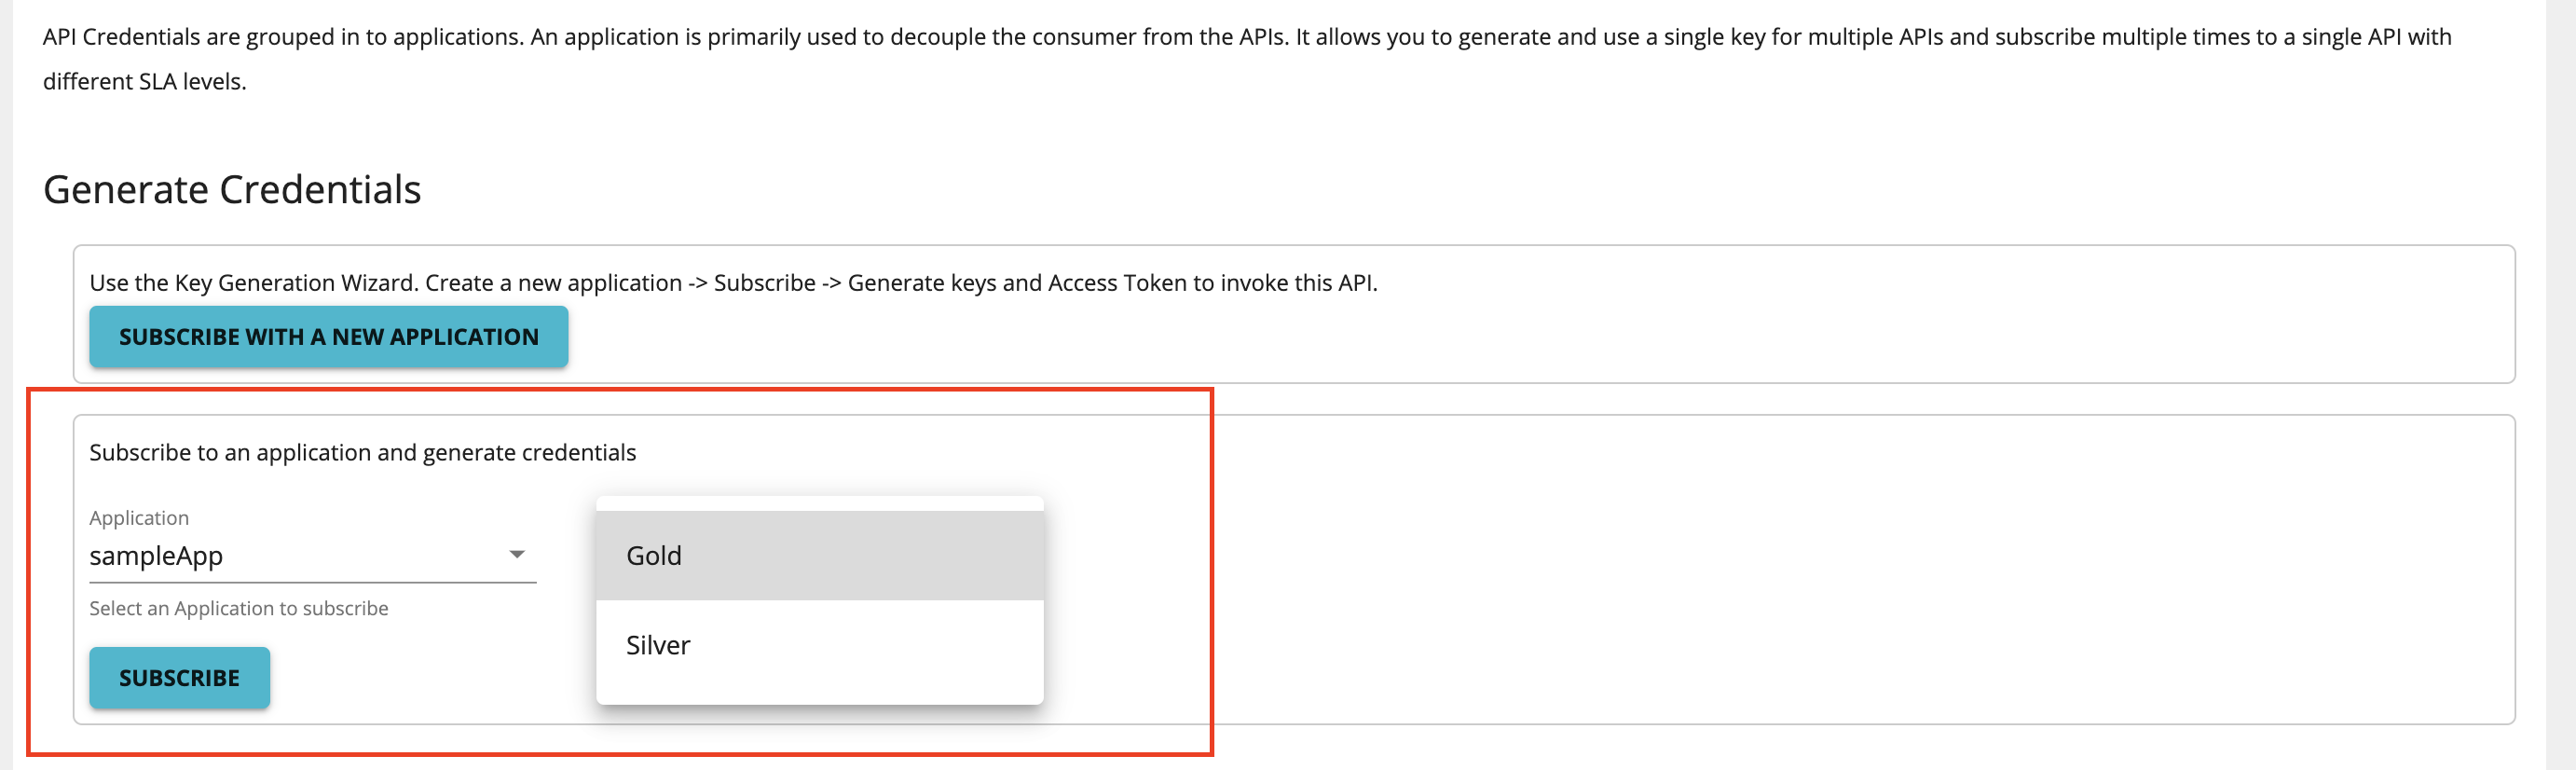 API Credentials are grouped in to applications. An application is primarily used to decouple the consumer from the APIs. It allows you to generate and use a single key for multiple APIs and subscribe multiple times to a single API with
different SLA levels.
Generate Credentials
Use the Key Generation Wizard. Create a new application -> Subscribe -> Generate keys and Access Token to invoke this API.
SUBSCRIBE WITH A NEW APPLICATION
Subscribe to an application and generate credentials
Application
sampleApp
Select an Application to subscribe
Gold
Silver
SUBSCRIBE